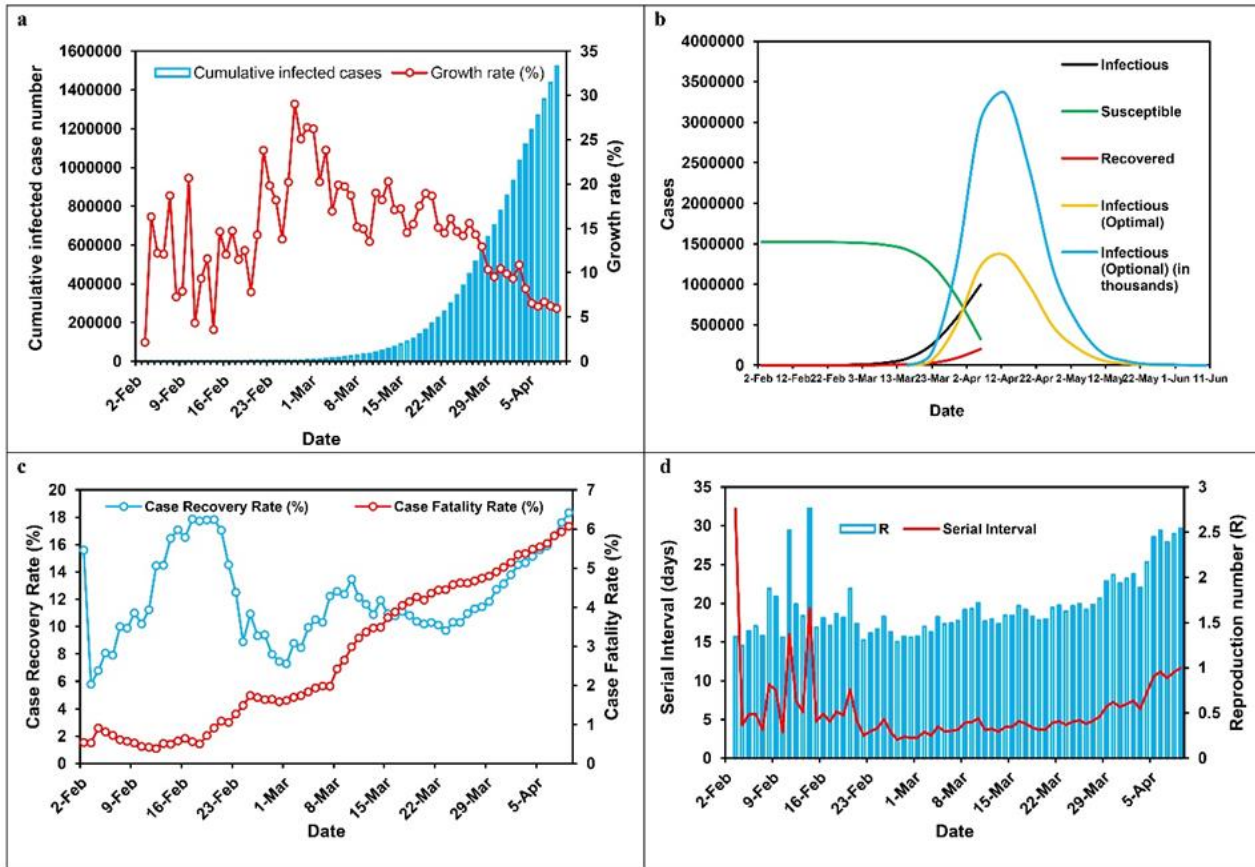 a
1600000
1400000
1200000
1000000
800000
600000
400000
200000
0
Cumulative infected case number
35
30
25
20
15
10
5
0
Growth rate (%)
Cumulative infected cases
Growth rate (%)
2-Feb
9-Feb
16-Feb
23-Feb
1-Mar
8-Mar
15-Mar
22-Mar
29-Mar
5-Apr
Date
b
4000000
3500000
3000000
2500000
2000000
1500000
1000000
500000
0
Cases
Infectious
Susceptible
Recovered
Infectious
(Optimal)
Infectious
(Optional) (in
thousands)
2-Feb 12-Feb 22-Feb 3-Mar 13-Mar 23-Mar 2-Apr 12-Apr 22-Apr 2-May 12-May 22-May 1-Jun 11-Jun
Date
c
20
18
16
14
12
10
8
6
4
2
0
Case Recovery Rate (%)
7
6
5
4
3
2
1
0
Case Fatality Rate (%)
Case Recovery Rate (%)
Case Fatality Rate (%)
2-Feb
9-Feb
16-Feb
23-Feb
1-Mar
8-Mar
15-Mar
22-Mar
29-Mar
5-Apr
Date
d
35
30
25
20
15
10
5
0
Serial Interval (days)
3
2.5
2
1.5
1
0.5
0
Reproduction number (R)
R
Serial Interval
2-Feb
9-Feb
16-Feb
23-Feb
1-Mar
8-Mar
15-Mar
22-Mar
29-Mar
5-Apr
Date